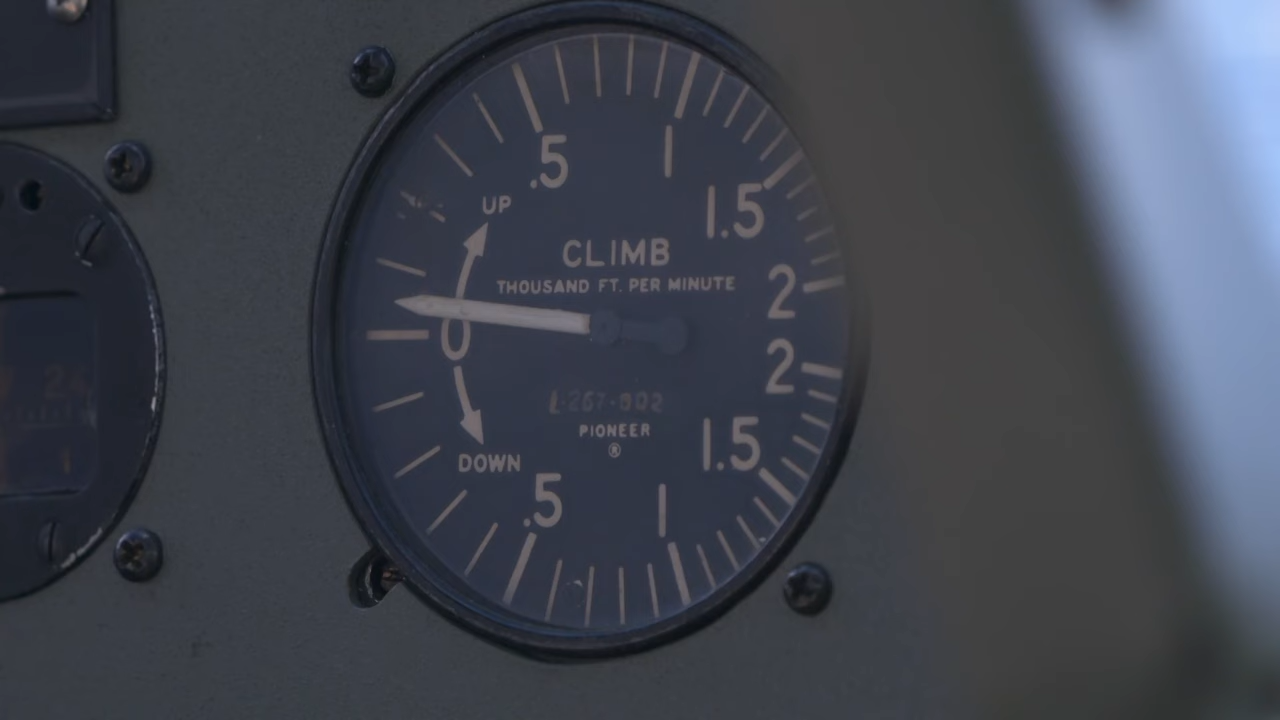 .5
1
UP
1.5
CLIMB
THOUSAND FT. PER MINUTE
2
0
2
PIONEER
®
1.5
DOWN
.5
1